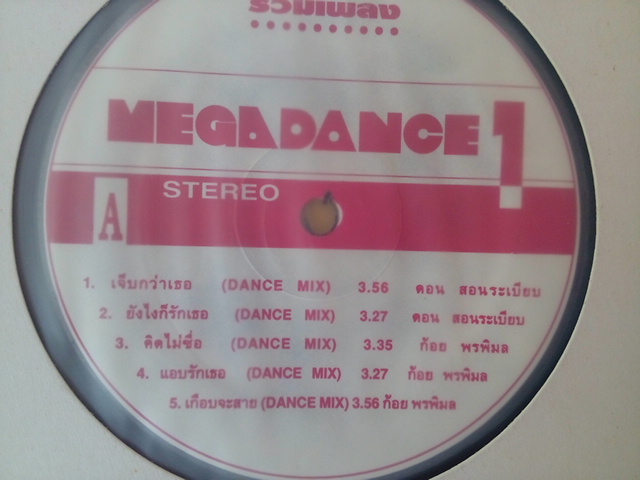 รวมเพลง
MEGADANCE 1
A STEREO
1. เจ็บกว่าเธอ (DANCE MIX) 3.56 ดอน สอนระเบียบ
2. ยังไงก็รักเธอ (DANCE MIX) 3.27 ดอน สอนระเบียบ
3. คิดไม่ซื่อ (DANCE MIX) 3.35 ก้อย พรพิมล
4. แอบรักเธอ (DANCE MIX) 3.27 ก้อย พรพิมล
5. เกือบจะสาย (DANCE MIX) 3.56 ก้อย พรพิมล